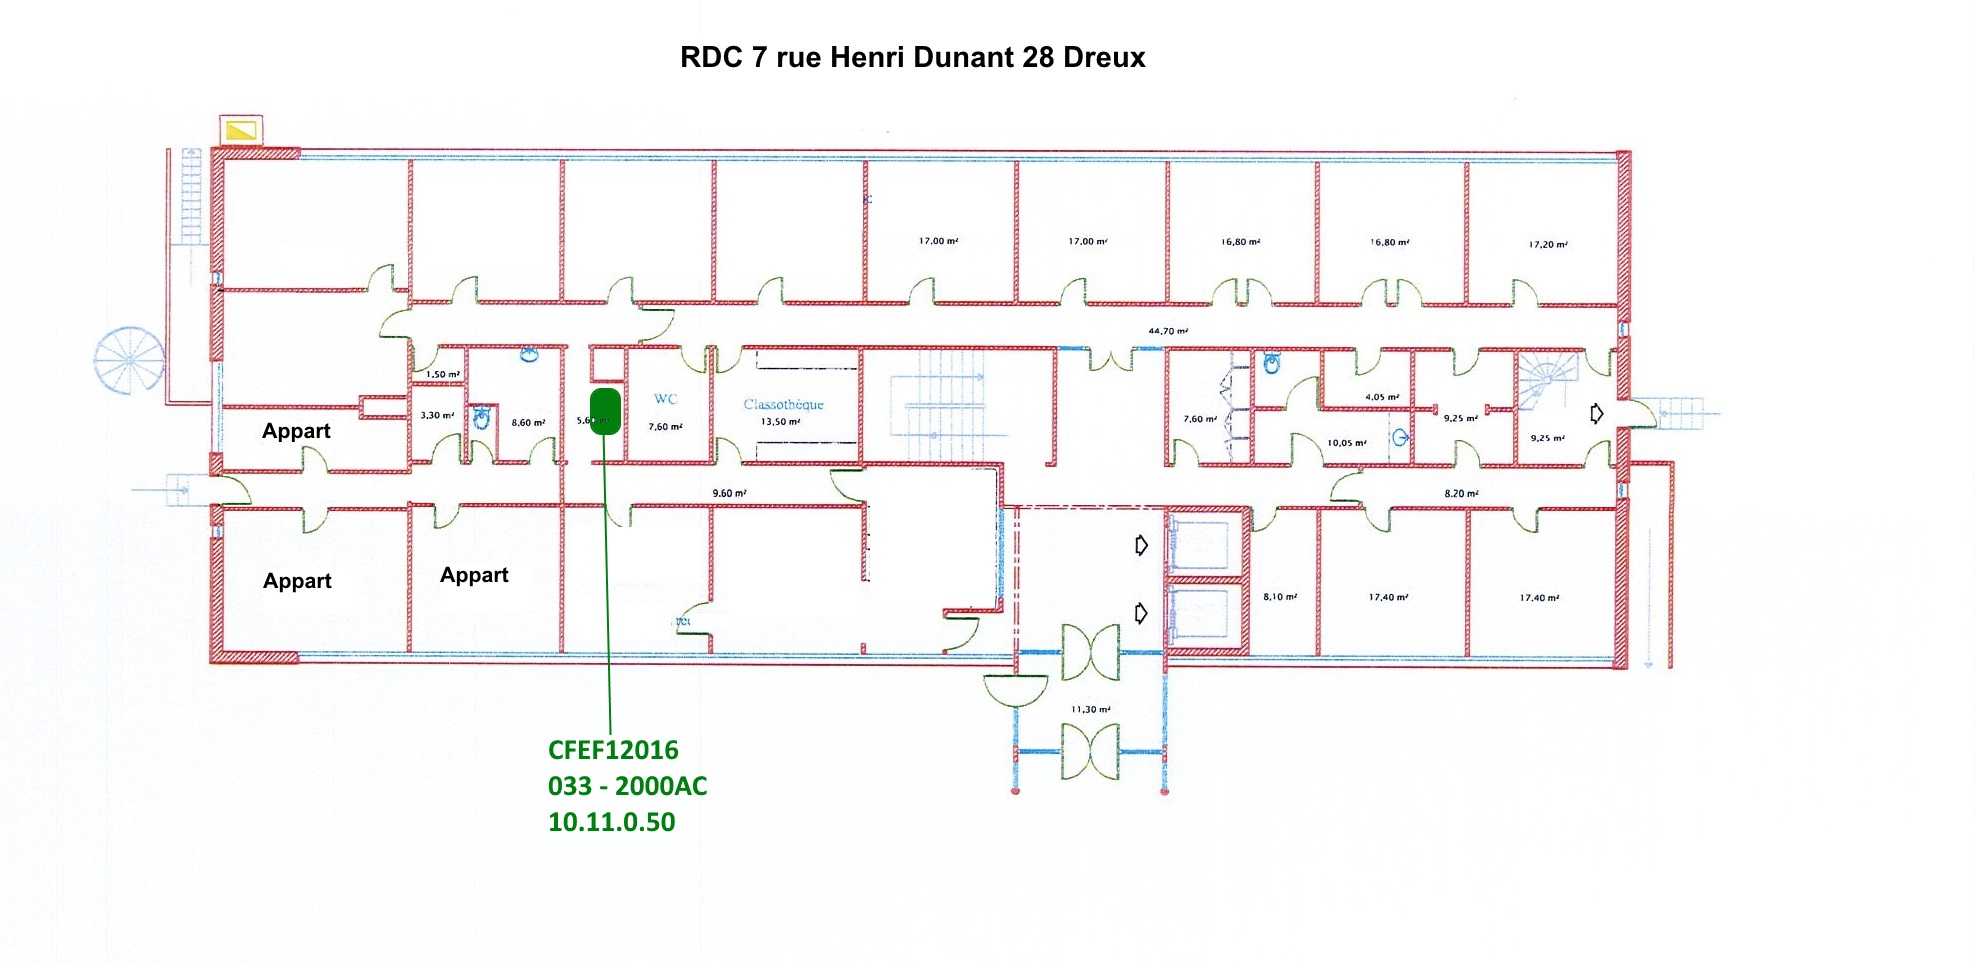 RDC 7 rue Henri Dunant 28 Dreux
17,00 m²
17,00 m²
16,80 m²
16,80 m²
17,20 m²
44,70 m²
1,50 m²
3,30 m²
8,60 m²
WC
7,60 m²
Classothèque
13,50 m²
7,60 m²
4,05 m²
10,05 m²
9,25 m²
9,25 m²
Appart
9.60 m²
8.20 m²
Appart
Appart
8,10 m²
17,40 m²
17,40 m²
11,30 m²
CFEF12016
033 - 2000AC
10.11.0.50